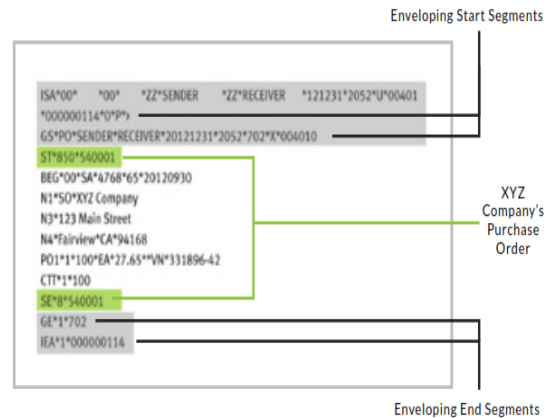 Enveloping Start Segments
ISA*00* *00* *ZZ*SENDER *ZZ*RECEIVER *121231*2052*U*00401
*000000114*0*P*>
GS*PO*SENDER*RECEIVER*20121231*2052*702*X*004010
ST*850*540001
BEG*00*SA*4768*65*20120930
N1*SO*XYZ Company
N3*123 Main Street
N4*Fairview*CA*94168
PO1*1*100*EA*27.65**VN*331896-42
CTT*1*100
SE*8*540001
GE*1*702
IEA*1*000000114
XYZ
Company's
Purchase
Order
Enveloping End Segments